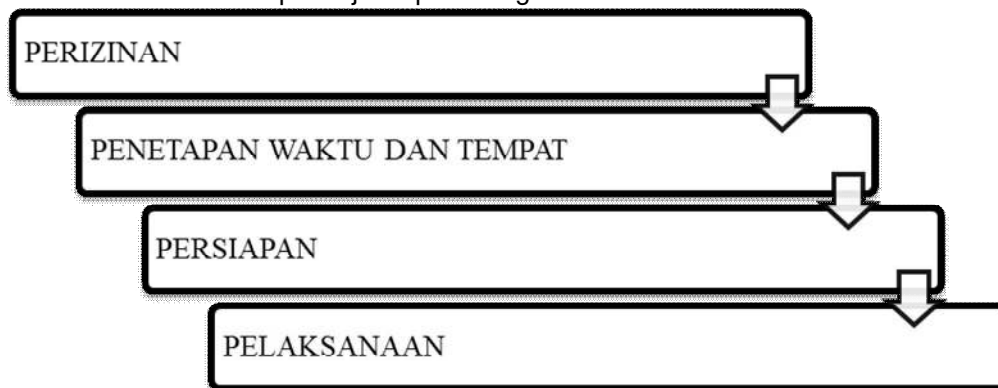 PERIZINAN
PENETAPAN WAKTU DAN TEMPAT
PERSIAPAN
PELAKSANAAN